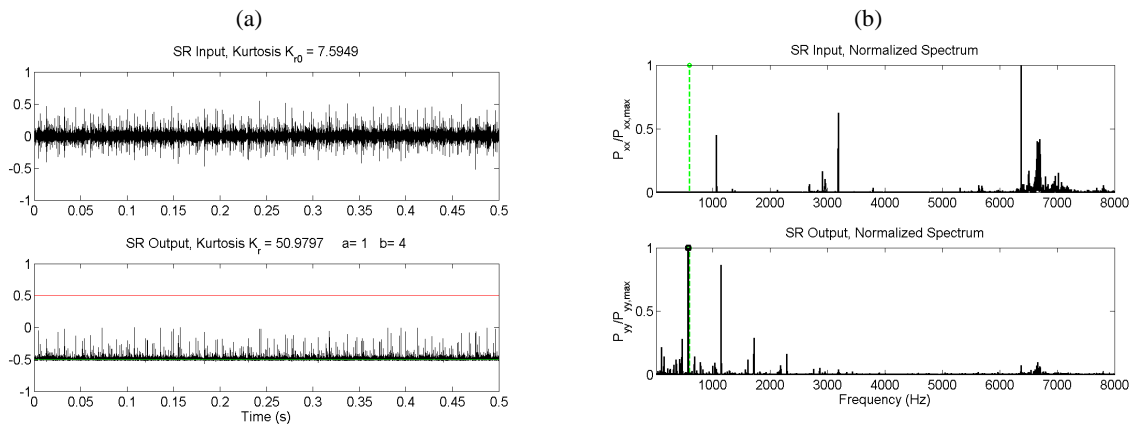 (a)
SR Input, Kurtosis K_r0 = 7.5949
1
0.5
0
-0.5
-1
0 0.05 0.1 0.15 0.2 0.25 0.3 0.35 0.4 0.45 0.5
SR Output, Kurtosis K_r = 50.9797 a= 1 b= 4
1
0.5
0
-0.5
-1
0 0.05 0.1 0.15 0.2 0.25 0.3 0.35 0.4 0.45 0.5
Time (s)
(b)
SR Input, Normalized Spectrum
P_xx/P_xx,max
1
0.5
0
1000 2000 3000 4000 5000 6000 7000 8000
SR Output, Normalized Spectrum
P_yy/P_yy,max
1
0.5
0
1000 2000 3000 4000 5000 6000 7000 8000
Frequency (Hz)